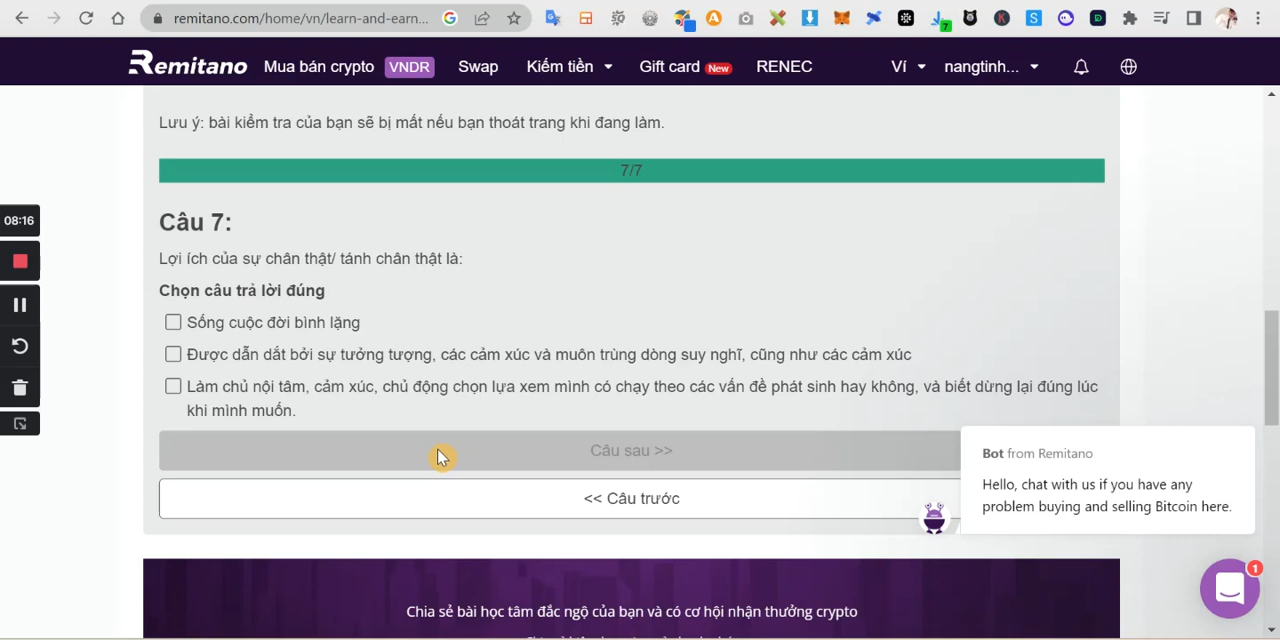 remitano.com/home/vn/learn-and-earn...
7
Remitano Mua bán crypto VNDR Swap Kiếm tiền Gift card New RENEC Ví nangtinh...
Lưu ý: bài kiểm tra của bạn sẽ bị mất nếu bạn thoát trang khi đang làm.
7/7
08:16
Câu 7:
Lợi ích của sự chân thật/ tánh chân thật là:
Chọn câu trả lời đúng
Sống cuộc đời bình lặng
Được dẫn dắt bởi sự tưởng tượng, các cảm xúc và muôn trùng dòng suy nghĩ, cũng như các cảm xúc
Làm chủ nội tâm, cảm xúc, chủ động chọn lựa xem mình có chạy theo các vấn đề phát sinh hay không, và biết dừng lại đúng lúc
khi mình muốn.
Câu sau >>
Bot from Remitano
Hello, chat with us if you have any
problem buying and selling Bitcoin here.
<< Câu trước
1
Chia sẻ bài học tâm đắc ngộ của bạn và có cơ hội nhận thưởng crypto